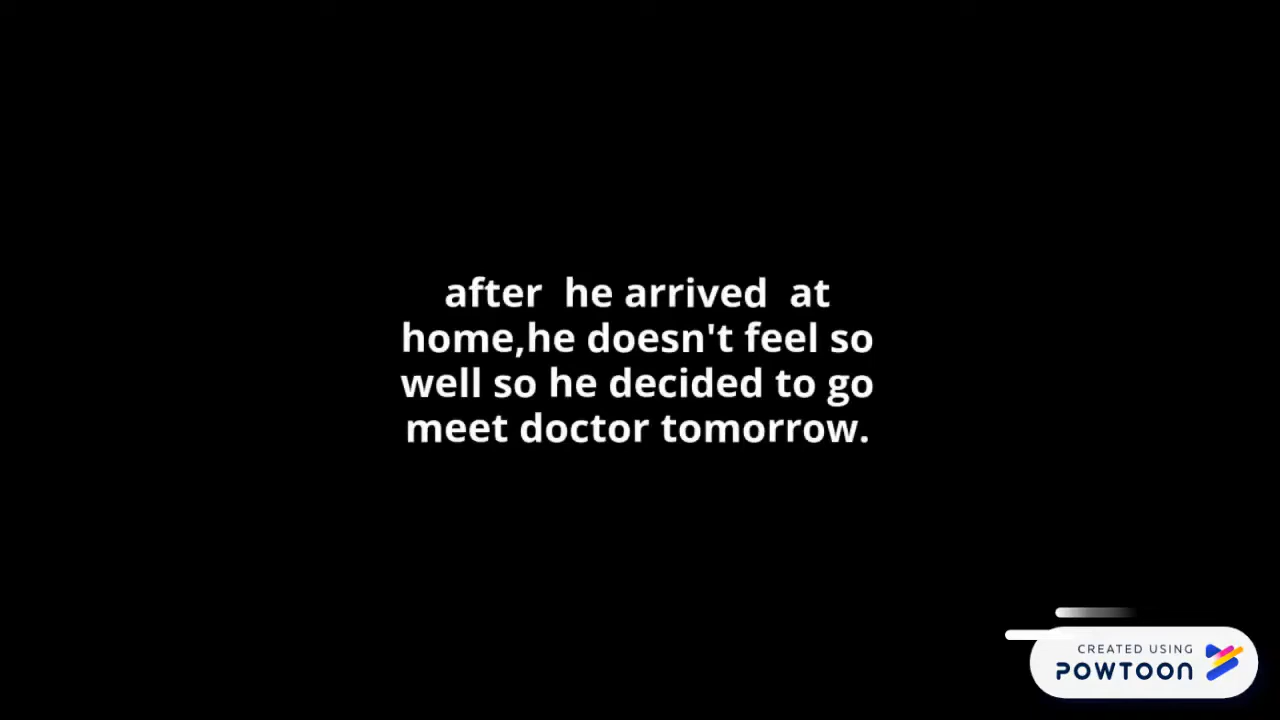 after  he arrived  at
home,he doesn't feel so
well so he decided to go
meet doctor tomorrow.
CREATED USING
POWTOON